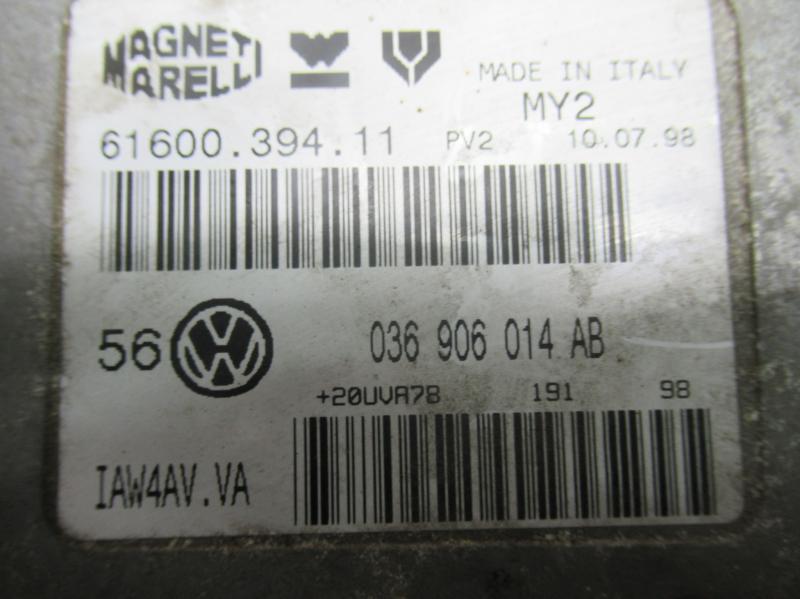 MAGNETI
MARELLI
MADE IN ITALY
MY2
61600.394.11 PV2 10.07.98
56 036 906 014 AB
+20UVA78 191 98
IAW4AV.VA